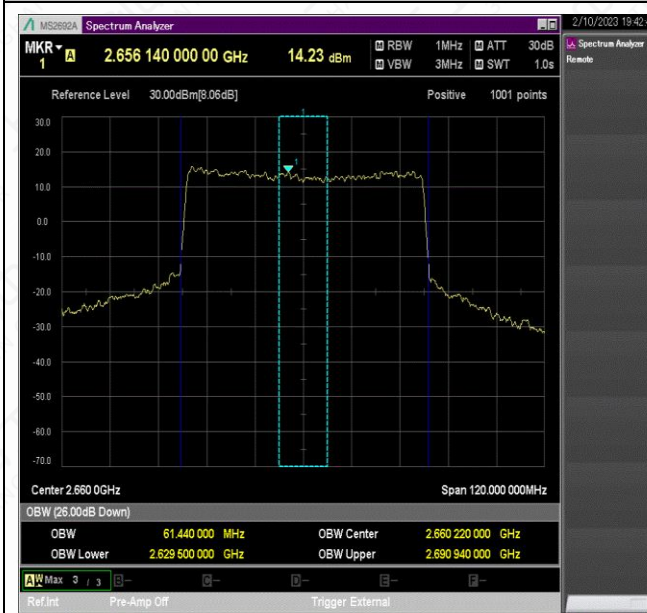 MS2692A Spectrum Analyzer
2/10/2023 19:42
MKR 1 A 2.656 140 000 00 GHz 14.23 dBm
M RBW 1MHz M ATT 30dB
M VBW 3MHz M SWT 1.0s
Spectrum Analyzer
Remote
Reference Level 30.00dBm[8.06dB] Positive 1001 points
30.0
20.0
10.0
0.0
-10.0
-20.0
-30.0
-40.0
-50.0
-60.0
-70.0
1
1
Center 2.660 0GHz Span 120.000 000MHz
OBW (26.00dB Down)
OBW 61.440 000 MHz OBW Center 2.660 220 000 GHz
OBW Lower 2.629 500 000 GHz OBW Upper 2.690 940 000 GHz
A W Max 3 / 3 B- C- D- E- F-
Ref.Int Pre-Amp Off Trigger External